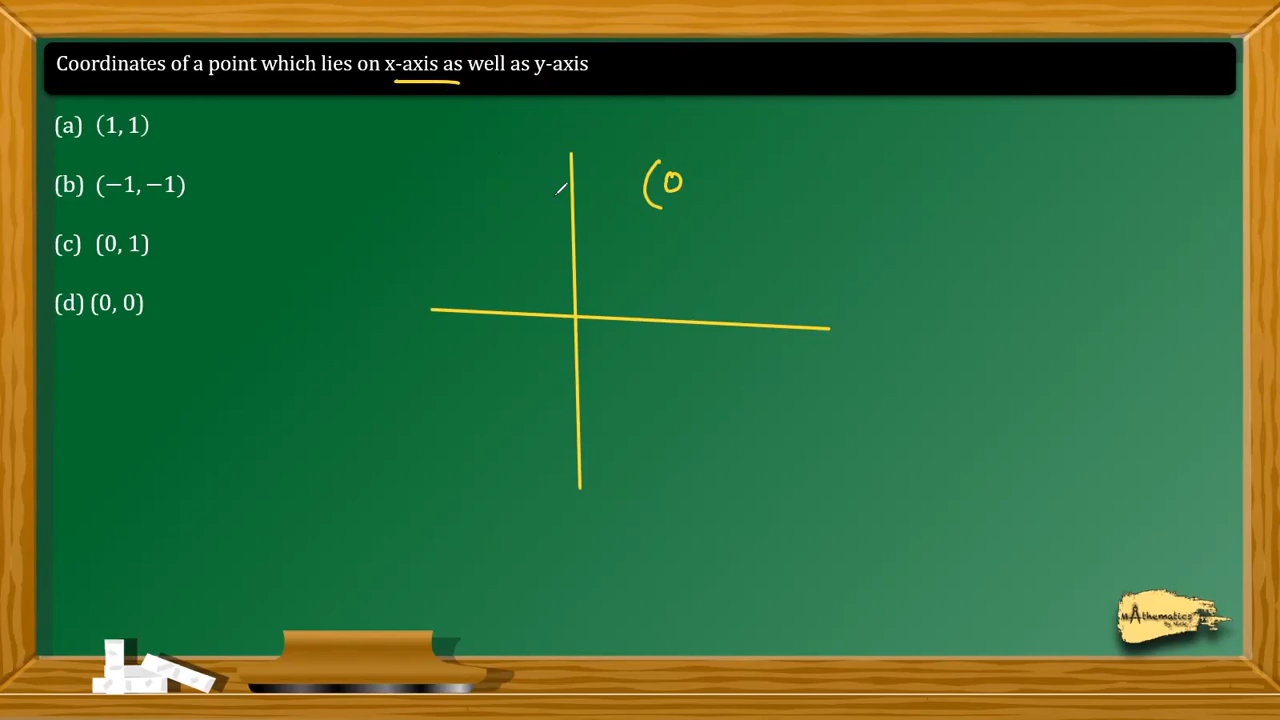 Coordinates of a point which lies on x-axis as well as y-axis
(a) (1, 1)
(b) (−1, −1)
(c) (0, 1)
(d) (0, 0)
(0
MAthematics